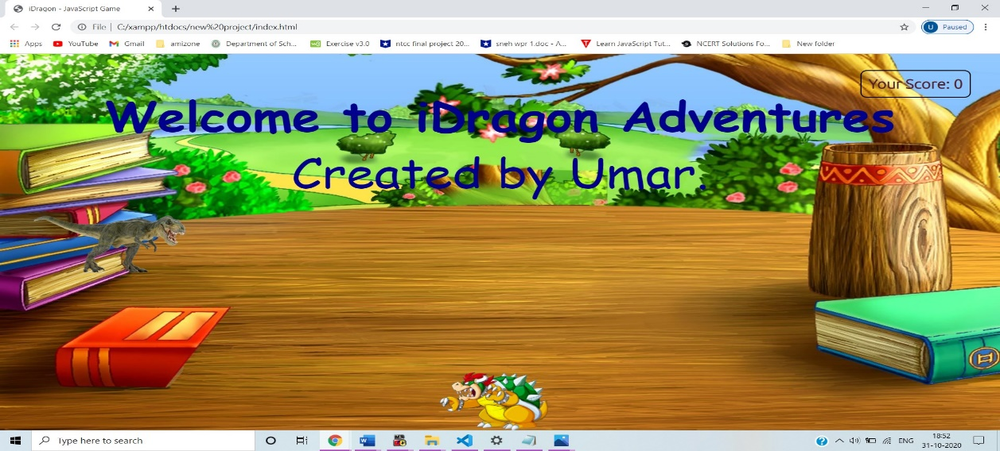 iDragon - JavaScript Game
File C:/xampp/htdocs/new%20project/index.html
Paused
Apps YouTube Gmail amizone Department of Sch... Exercise v3.0 ntcc final project 20... sneh wpr 1.doc - A... Learn JavaScript Tut... NCERT Solutions Fo... New folder
Your Score: 0
Welcome to iDragon Adventures
Created by Umar.
Type here to search
ENG
18:52
31-10-2020